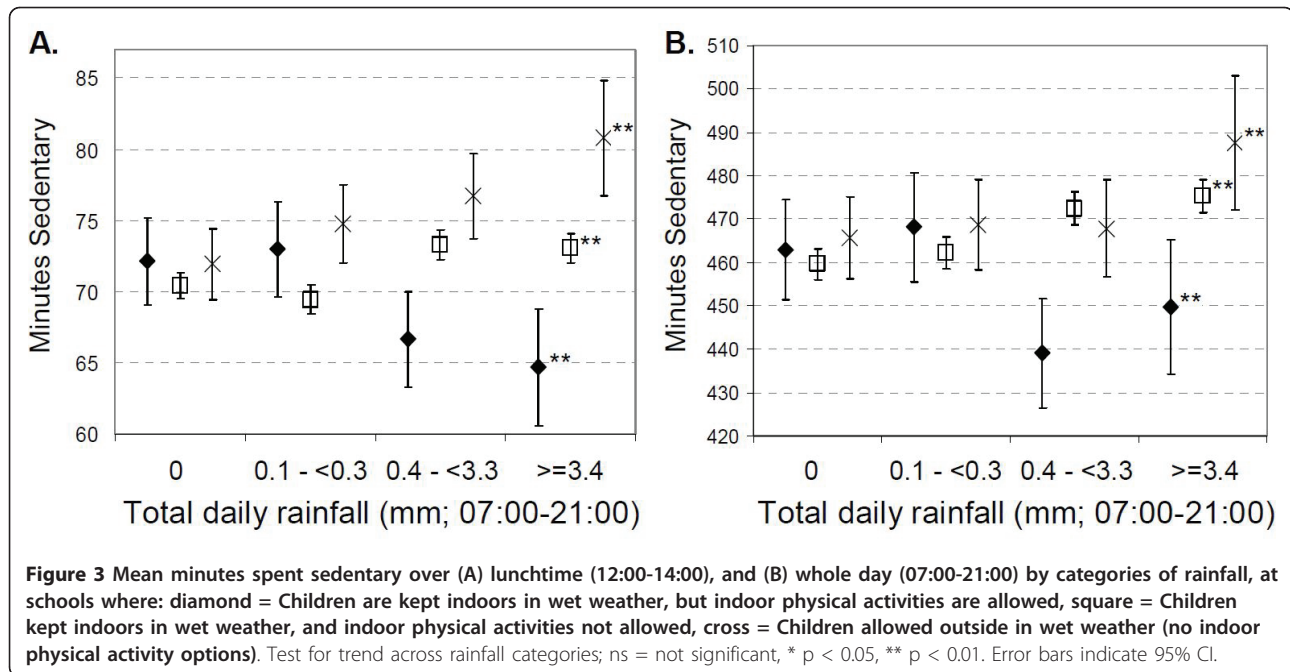 A.
85
80
75
70
65
60
Minutes Sedentary
**
**
**
0 0.1 - <0.3 0.4 - <3.3 >=3.4
Total daily rainfall (mm; 07:00-21:00)
B.
510
500
490
480
470
460
450
440
430
420
Minutes Sedentary
**
**
**
0 0.1 - <0.3 0.4 - <3.3 >=3.4
Total daily rainfall (mm; 07:00-21:00)
Figure 3 Mean minutes spent sedentary over (A) lunchtime (12:00-14:00), and (B) whole day (07:00-21:00) by categories of rainfall, at
schools where: diamond = Children are kept indoors in wet weather, but indoor physical activities are allowed, square = Children
kept indoors in wet weather, and indoor physical activities not allowed, cross = Children allowed outside in wet weather (no indoor
physical activity options). Test for trend across rainfall categories; ns = not significant, * p < 0.05, ** p < 0.01. Error bars indicate 95% CI.